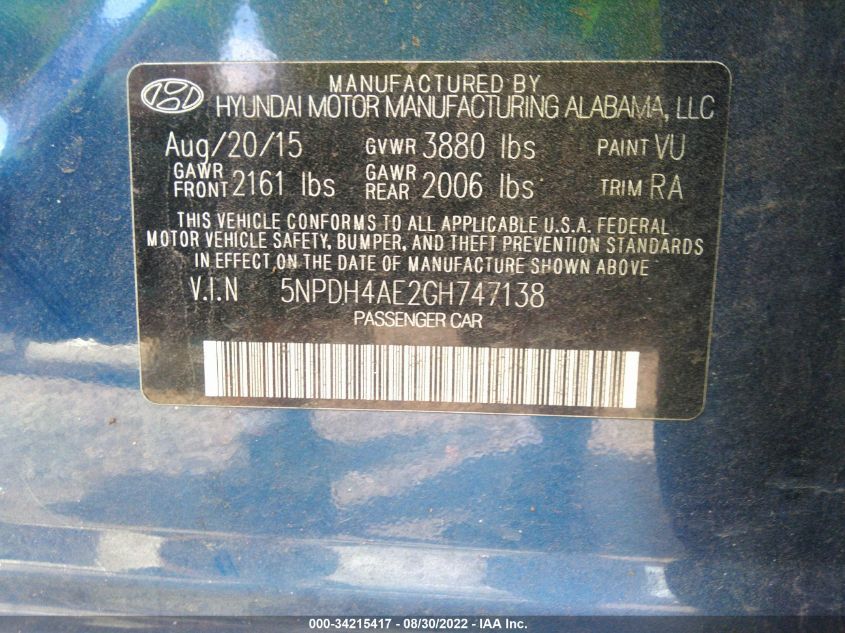 MANUFACTURED BY
HYUNDAI MOTOR MANUFACTURING ALABAMA, LLC
Aug/20/15 GVWR 3880 lbs PAINT VU
GAWR FRONT 2161 lbs GAWR REAR 2006 lbs TRIM RA
THIS VEHICLE CONFORMS TO ALL APPLICABLE U.S.A. FEDERAL
MOTOR VEHICLE SAFETY, BUMPER, AND THEFT PREVENTION STANDARDS
IN EFFECT ON THE DATE OF MANUFACTURE SHOWN ABOVE
V.I.N 5NPDH4AE2GH747138
PASSENGER CAR
000-34215417 - 08/30/2022 - IAA Inc.